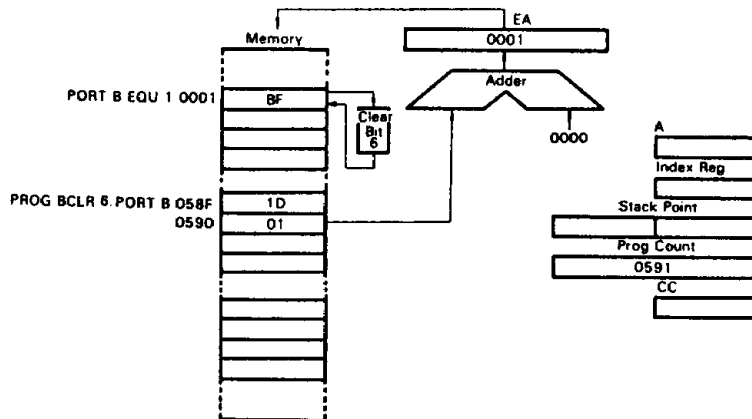 EA
Memory
0001
Adder
PORT B EQU 1 0001
BF
Clear
Bit
6
0000
A
Index Reg
PROG BCLR 6. PORT B 058F
1D
Stack Point
0590
01
Prog Count
0591
CC